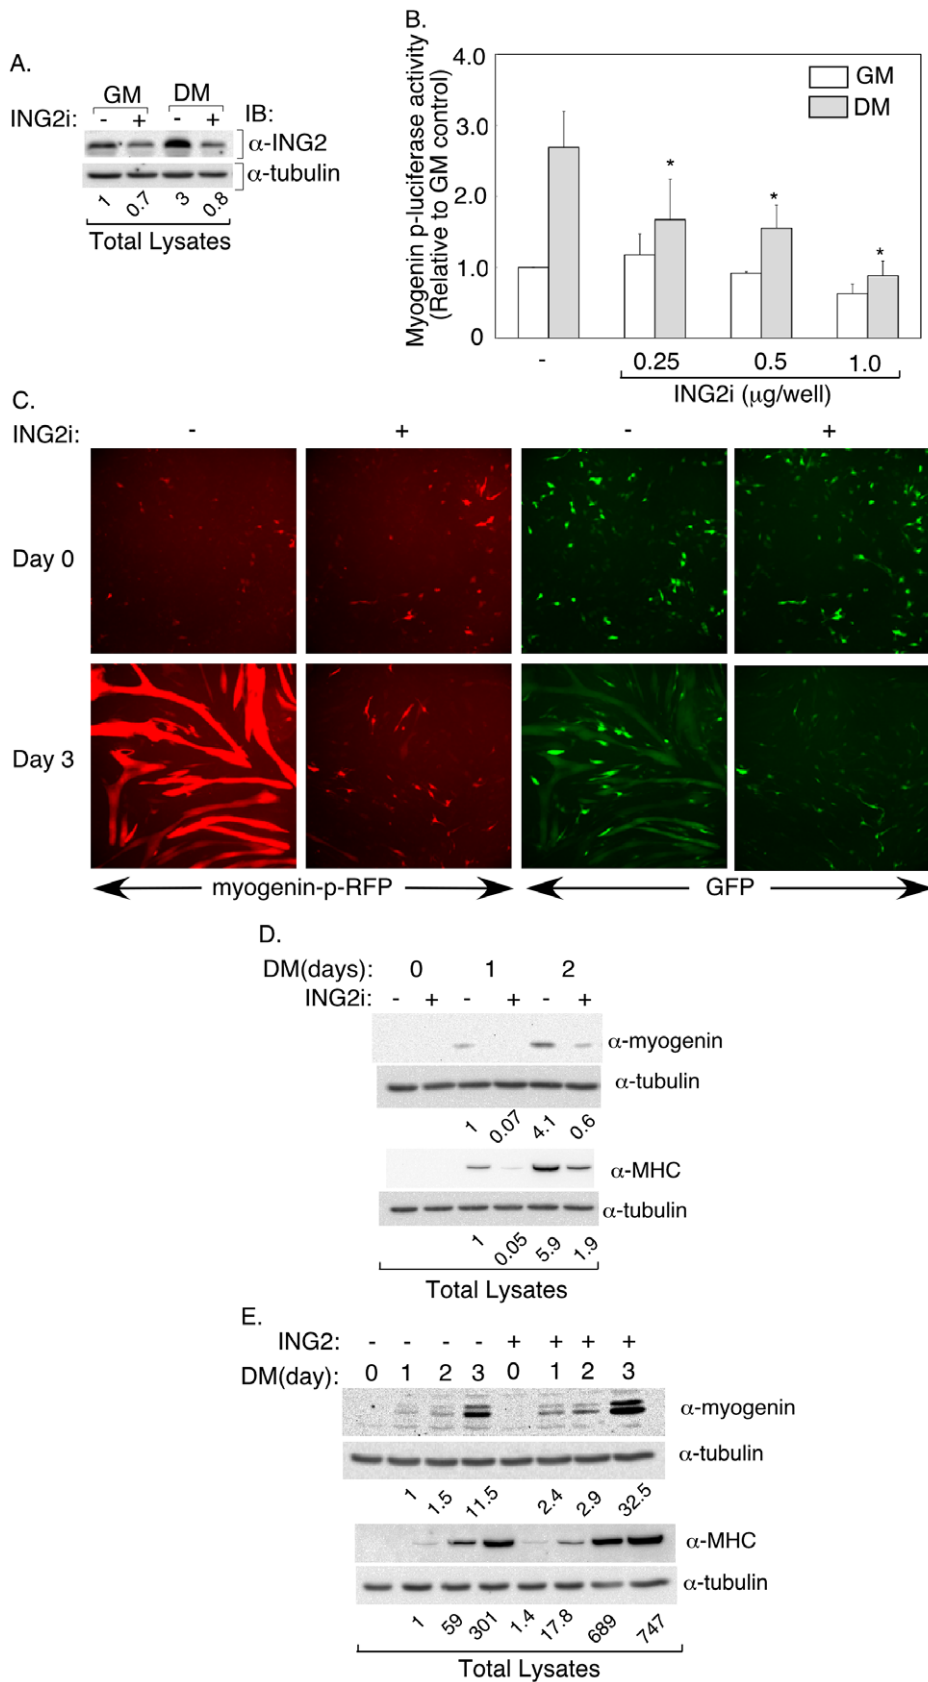 A.
GM DM
ING2i: - + - + IB:
α-ING2
α-tubulin
1 0.7 3 0.8
Total Lysates
B.
Myogenin p-luciferase activity
(Relative to GM control)
4.0
3.0
2.0
1.0
0
GM
DM
* * *
- 0.25 0.5 1.0
ING2i (μg/well)
C.
ING2i: - + - +
Day 0
Day 3
myogenin-p-RFP GFP
D.
DM(days): 0 1 2
ING2i: - + - + - +
α-myogenin
α-tubulin
1 0.07 4.1 0.6
α-MHC
α-tubulin
1 0.05 5.9 1.9
Total Lysates
E.
ING2: - - - - + + + +
DM(day): 0 1 2 3 0 1 2 3
α-myogenin
α-tubulin
1 1.5 11.5 2.4 2.9 32.5
α-MHC
α-tubulin
1 59 301 1.4 17.8 689 747
Total Lysates